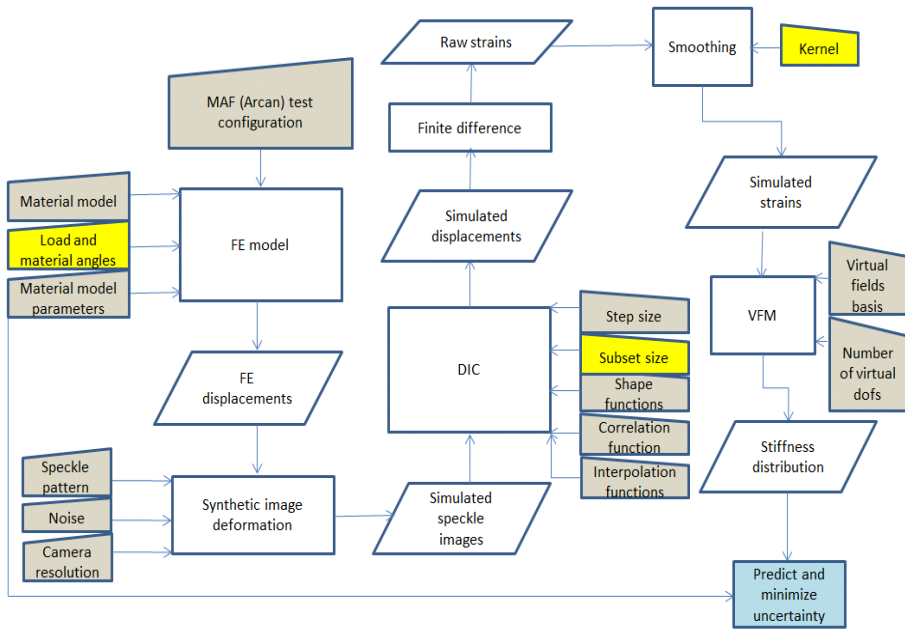 MAF (Arcan) test
configuration
Material model
Load and
material angles
Material model
parameters
FE model
FE
displacements
Speckle
pattern
Noise
Camera
resolution
Synthetic image
deformation
Simulated
speckle
images
DIC
Step size
Subset size
Shape
functions
Correlation
function
Interpolation
functions
Simulated
displacements
Finite difference
Raw strains
Smoothing
Kernel
Simulated
strains
VFM
Virtual
fields
basis
Number
of virtual
dofs
Stiffness
distribution
Predict and
minimize
uncertainty